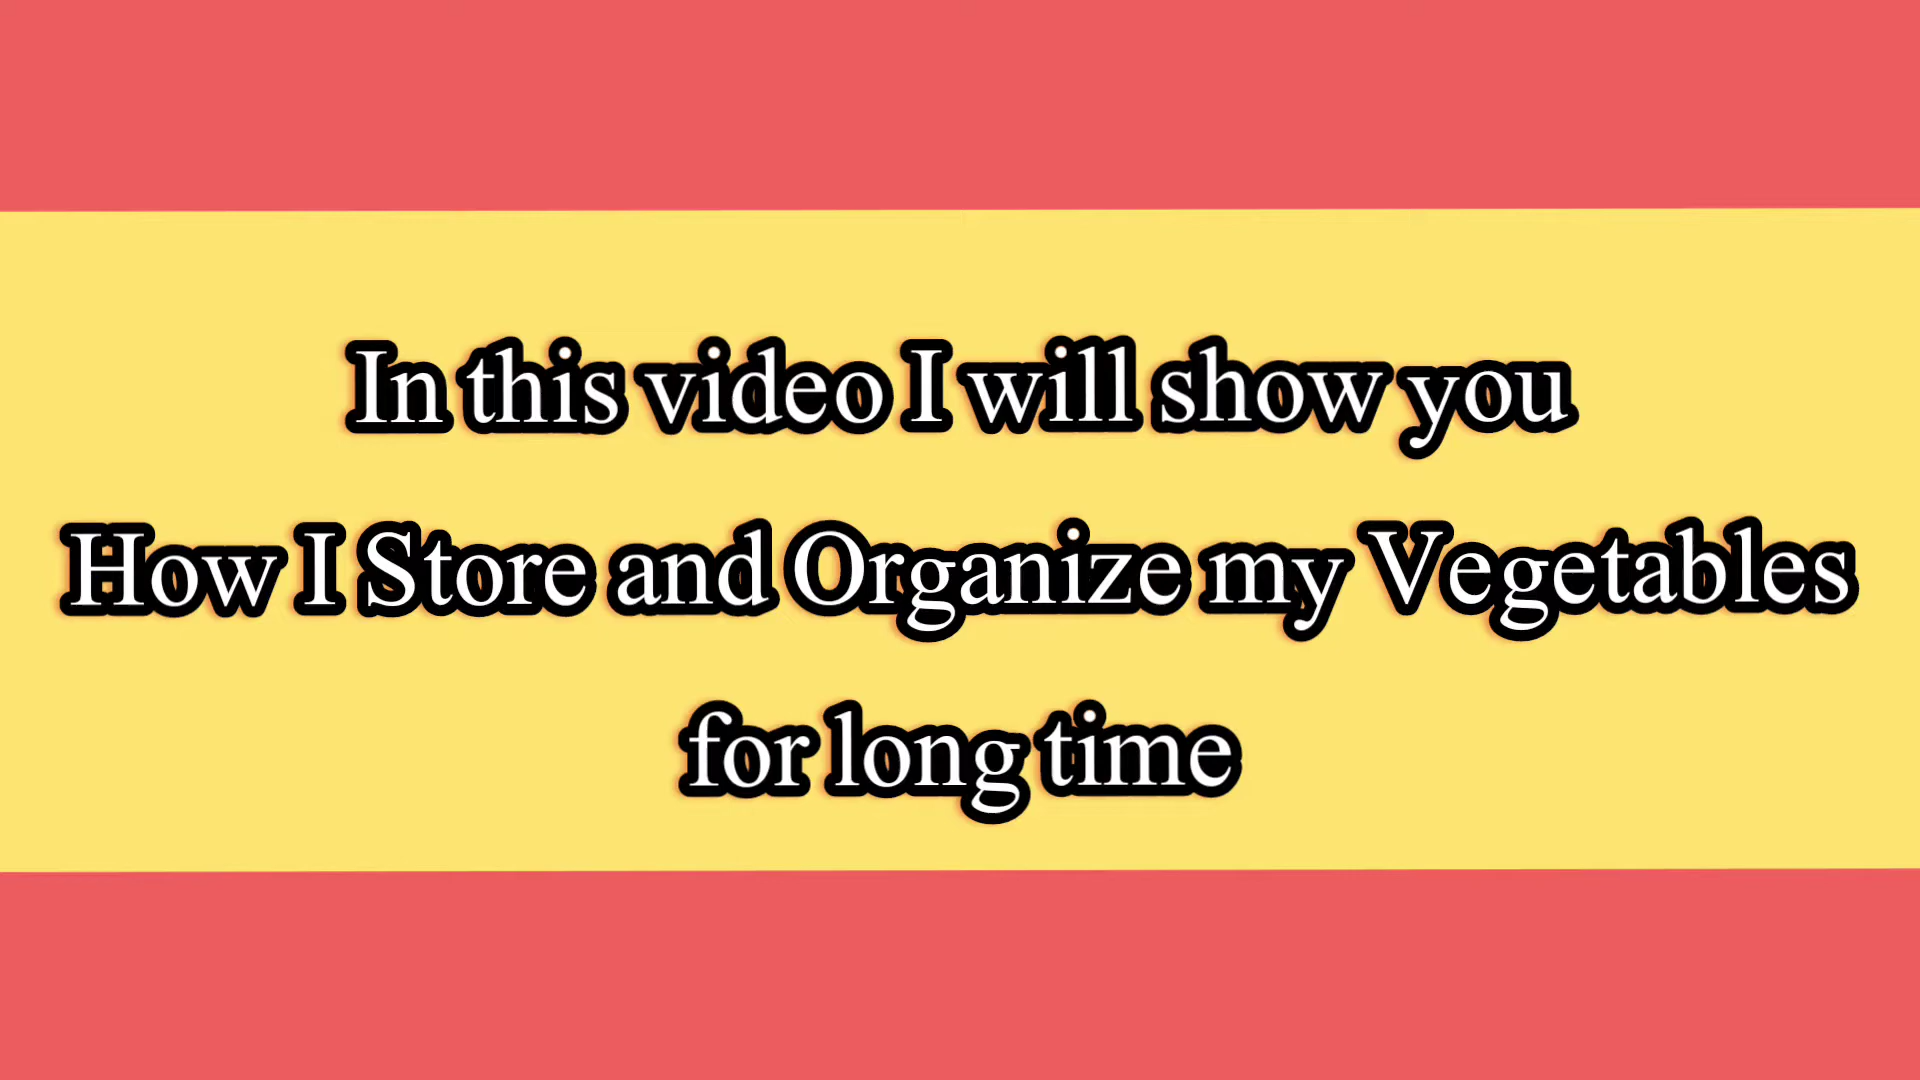 In this video I will show you
How I Store and Organize my Vegetables
for long time